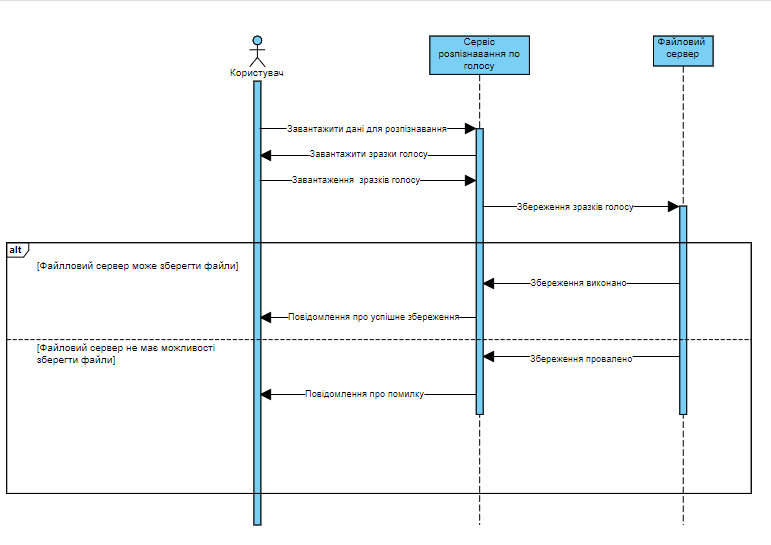 Користувач
Сервіс
розпізнавання по
голосу
Файловий
сервер
Завантажити дані для розпізнавання
Завантажити зразки голосу
Завантаження зразків голосу
Збереження зразків голосу
alt
[Файлловий сервер може зберегти файли]
Збереження виконано
Повідомлення про успішне збереження
[Файловий сервер не має можливості
зберегти файли]
Збереження провалено
Повідомлення про помилку